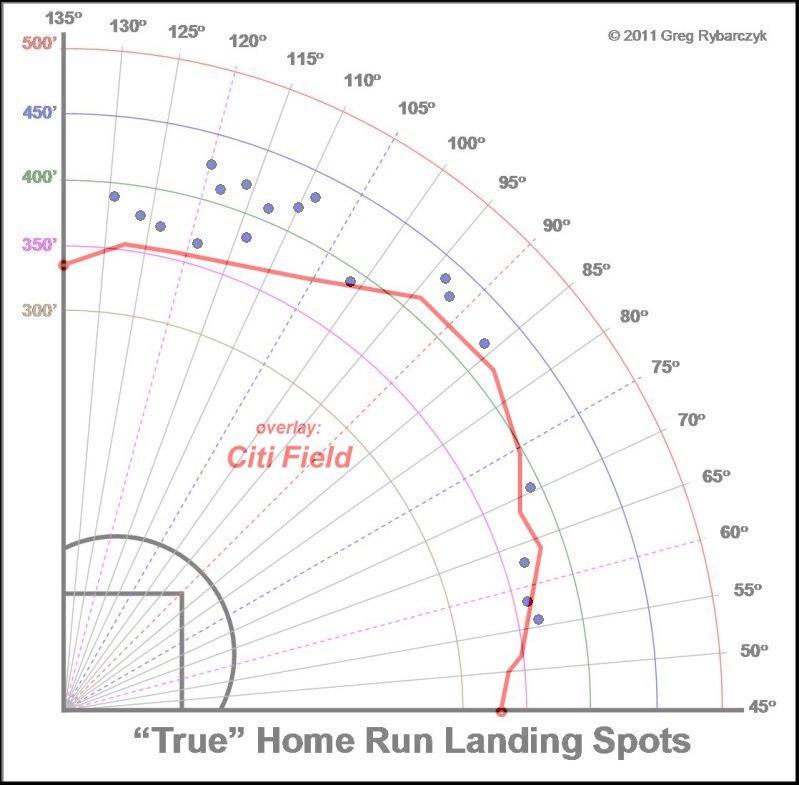 135º
130º
125º
120º
115º
110º
105º
100º
95º
90º
85º
80º
75º
70º
65º
60º
55º
50º
45º
© 2011 Greg Rybarczyk
500'
450'
400'
350'
300'
overlay:
Citi Field
“True” Home Run Landing Spots